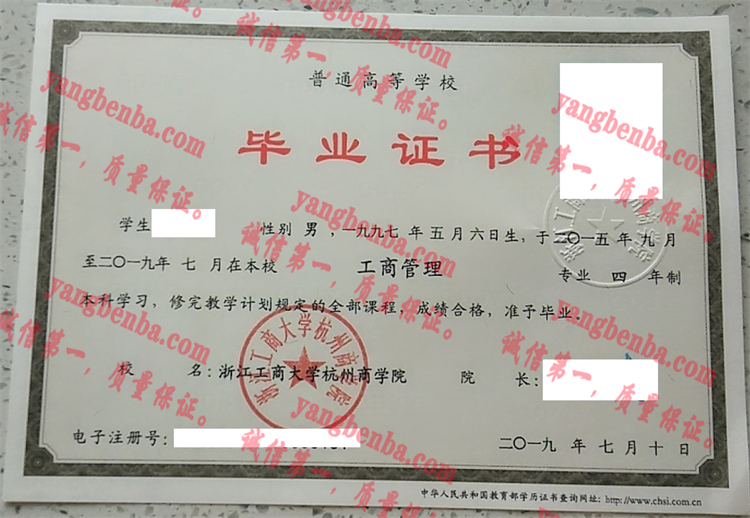 普通高等学校
毕业证书
学生 性别 男，一九九七年五月六日生，于二〇一五年九月
至二〇一九年 七 月在本校 工商管理 专业 四 年制
本科学习，修完教学计划规定的全部课程，成绩合格，准予毕业。
校 名：浙江工商大学杭州商学院 院 长：
浙江工商大学杭州商学院
电子注册号：
二〇一九 年 七 月 十 日
中华人民共和国教育部学历证书查询网址：http://www.chsi.com.cn
yangbenba.com
诚信第一，质量保证。